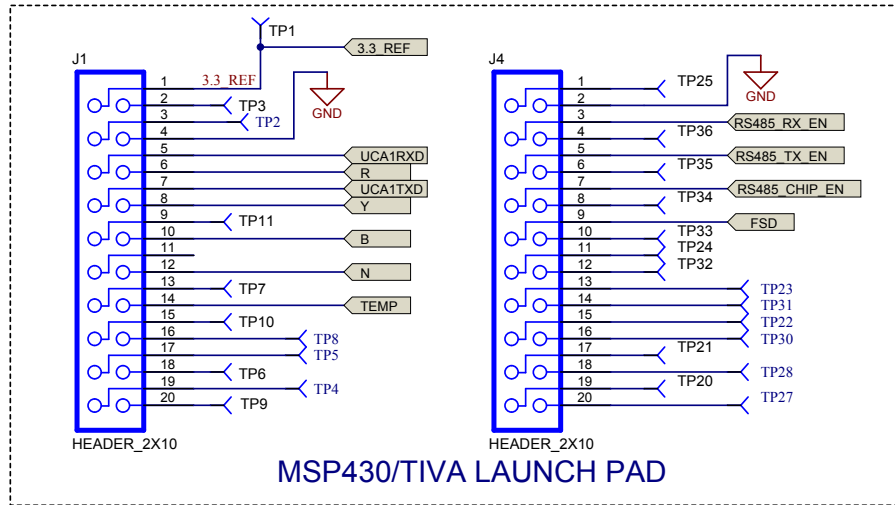 TP1
3.3_REF
J1
1 3.3_REF
2 TP3
3 TP2
4 GND
5 UCA1RXD
6 R
7 UCA1TXD
8 Y
9 TP11
10 B
11
12 N
13 TP7
14 TEMP
15 TP10
16 TP8
17 TP5
18 TP6
19 TP4
20 TP9
HEADER_2X10
J4
1 TP25
2 GND
3 RS485_RX_EN
4 TP36
5 RS485_TX_EN
6 TP35
7 RS485_CHIP_EN
8 TP34
9 FSD
10 TP33
11 TP24
12 TP32
13 TP23
14 TP31
15 TP22
16 TP30
17 TP21
18 TP28
19 TP20
20 TP27
HEADER_2X10
MSP430/TIVA LAUNCH PAD